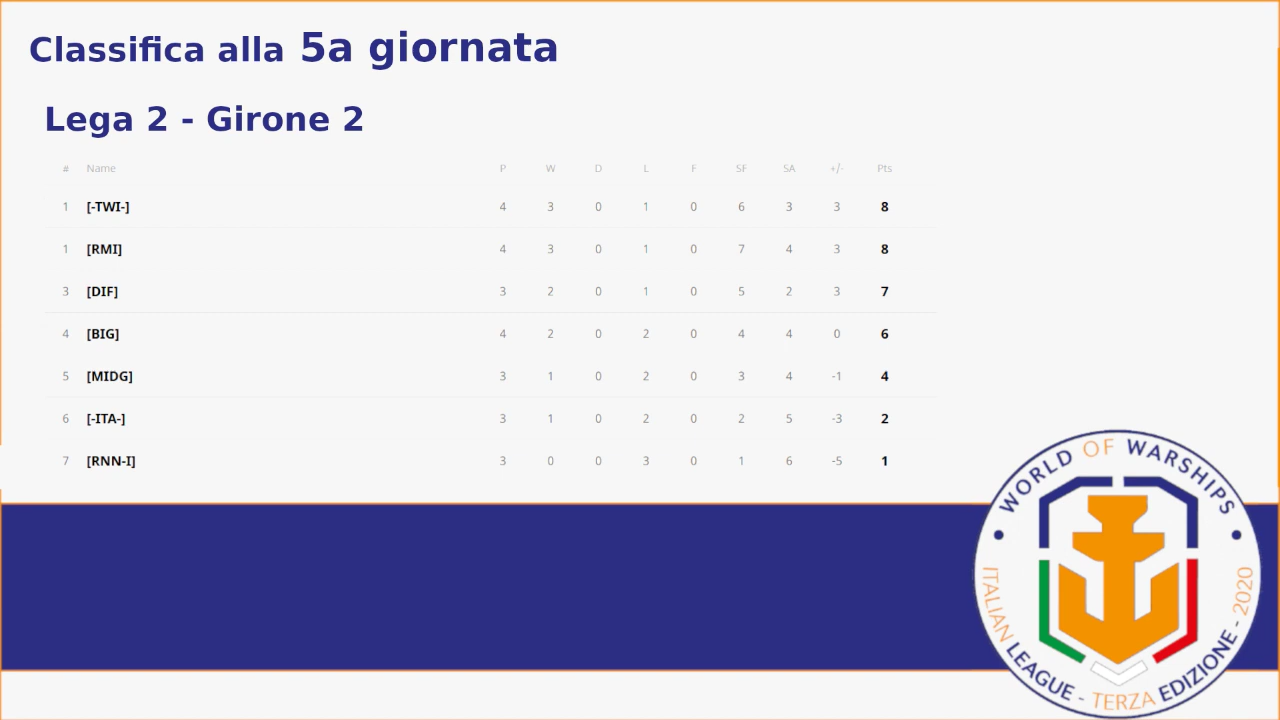 Classifica alla 5a giornata
Lega 2 - Girone 2
# Name P W D L F SF SA +/- Pts
1 [-TWI-] 4 3 0 1 0 6 3 3 8
1 [RMI] 4 3 0 1 0 7 4 3 8
3 [DIF] 3 2 0 1 0 5 2 3 7
4 [BIG] 4 2 0 2 0 4 4 0 6
5 [MIDG] 3 1 0 2 0 3 4 -1 4
6 [-ITA-] 3 1 0 2 0 2 5 -3 2
7 [RNN-I] 3 0 0 3 0 1 6 -5 1
• WORLD OF WARSHIPS •
ITALIAN LEAGUE - TERZA EDIZIONE - 2020